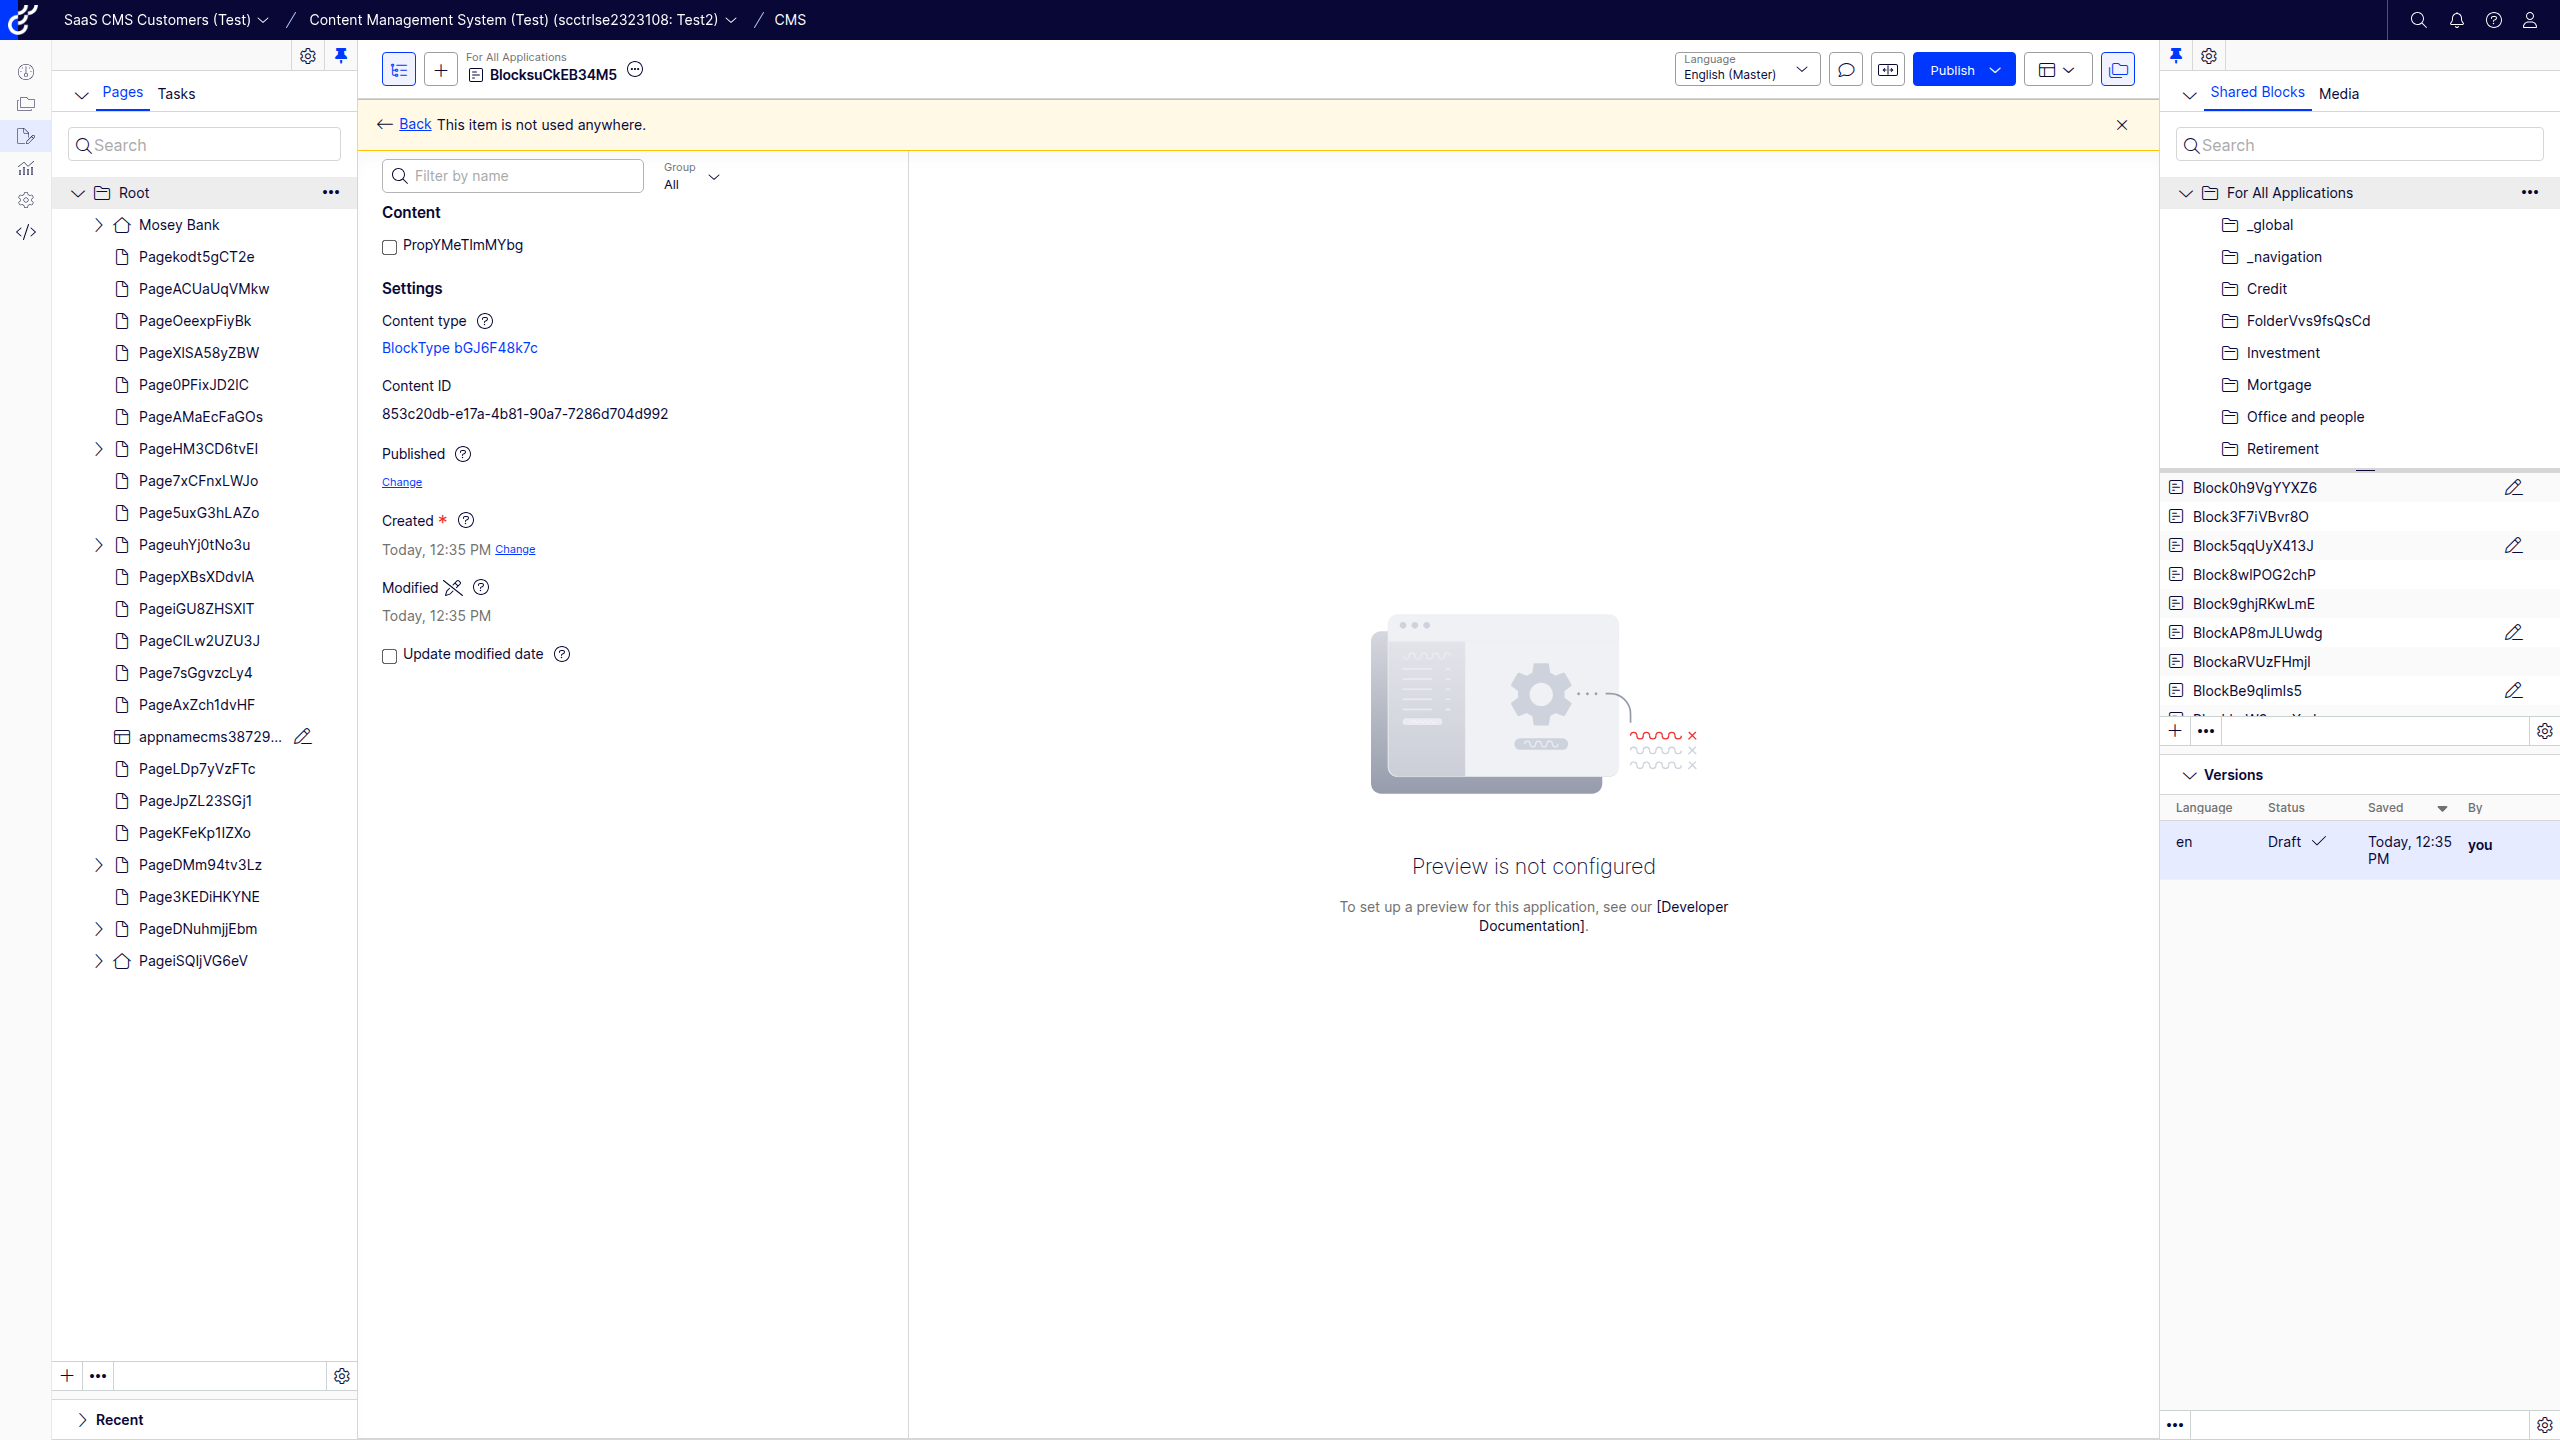 SaaS CMS Customers (Test) / Content Management System (Test) (scctrlse2323108: Test2) / CMS
Pages Tasks
Search
Root
Mosey Bank
Pagekodt5gCT2e
PageACUaUqVMkw
PageOeexpFiyBk
PageXISA58yZBW
Page0PFixJD2IC
PageAMaEcFaGOs
PageHM3CD6tvEI
Page7xCFnxLWJo
Page5uxG3hLAZo
PageuhYj0tNo3u
PagepXBsXDdvIA
PageiGU8ZHSXIT
PageCILw2UZU3J
Page7sGgvzcLy4
PageAxZch1dvHF
appnamecms38729...
PageLDp7yVzFTc
PageJpZL23SGj1
PageKFeKp1IZXo
PageDMm94tv3Lz
Page3KEDiHKYNE
PageDNuhmjjEbm
PageiSQIjVG6eV
Recent
For All Applications
BlocksuCkEB34M5
Language
English (Master)
Publish
Back This item is not used anywhere.
Filter by name
Group
All
Content
PropYMeTlmMYbg
Settings
Content type
BlockType bGJ6F48k7c
Content ID
853c20db-e17a-4b81-90a7-7286d704d992
Published
Change
Created *
Today, 12:35 PM Change
Modified
Today, 12:35 PM
Update modified date
Preview is not configured
To set up a preview for this application, see our [Developer
Documentation].
Shared Blocks Media
Search
For All Applications
_global
_navigation
Credit
FolderVvs9fsQsCd
Investment
Mortgage
Office and people
Retirement
Block0h9VgYYXZ6
Block3F7iVBvr8O
Block5qqUyX413J
Block8wIPOG2chP
Block9ghjRKwLmE
BlockAP8mJLUwdg
BlockaRVUzFHmjI
BlockBe9qlimIs5
Versions
Language Status Saved By
en Draft Today, 12:35 PM you